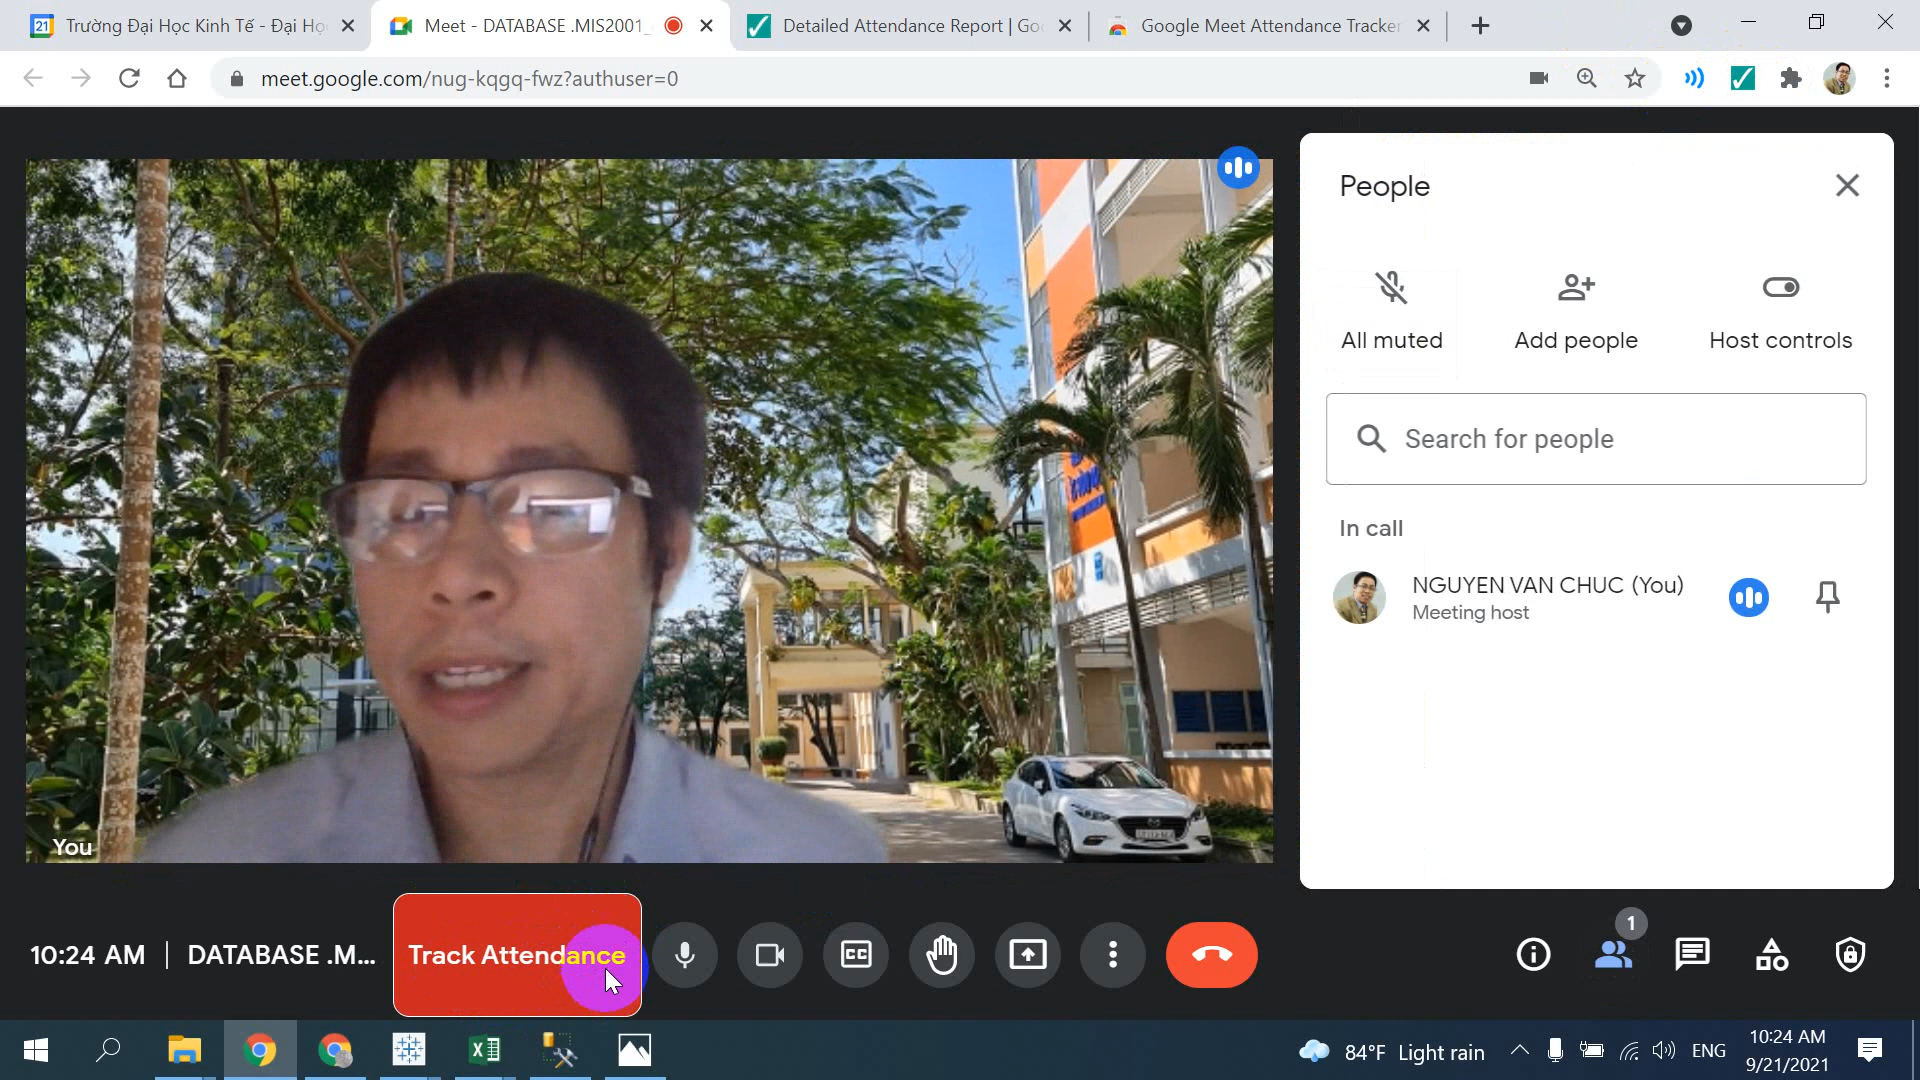 Trường Đại Học Kinh Tế - Đại Họ
Meet - DATABASE .MIS2001_
Detailed Attendance Report | Goo
Google Meet Attendance Tracker
meet.google.com/nug-kqgq-fwz?authuser=0
People
All muted
Add people
Host controls
Search for people
In call
NGUYEN VAN CHUC (You)
Meeting host
You
10:24 AM
DATABASE .M...
Track Attendance
1
84°F Light rain
ENG
10:24 AM
9/21/2021